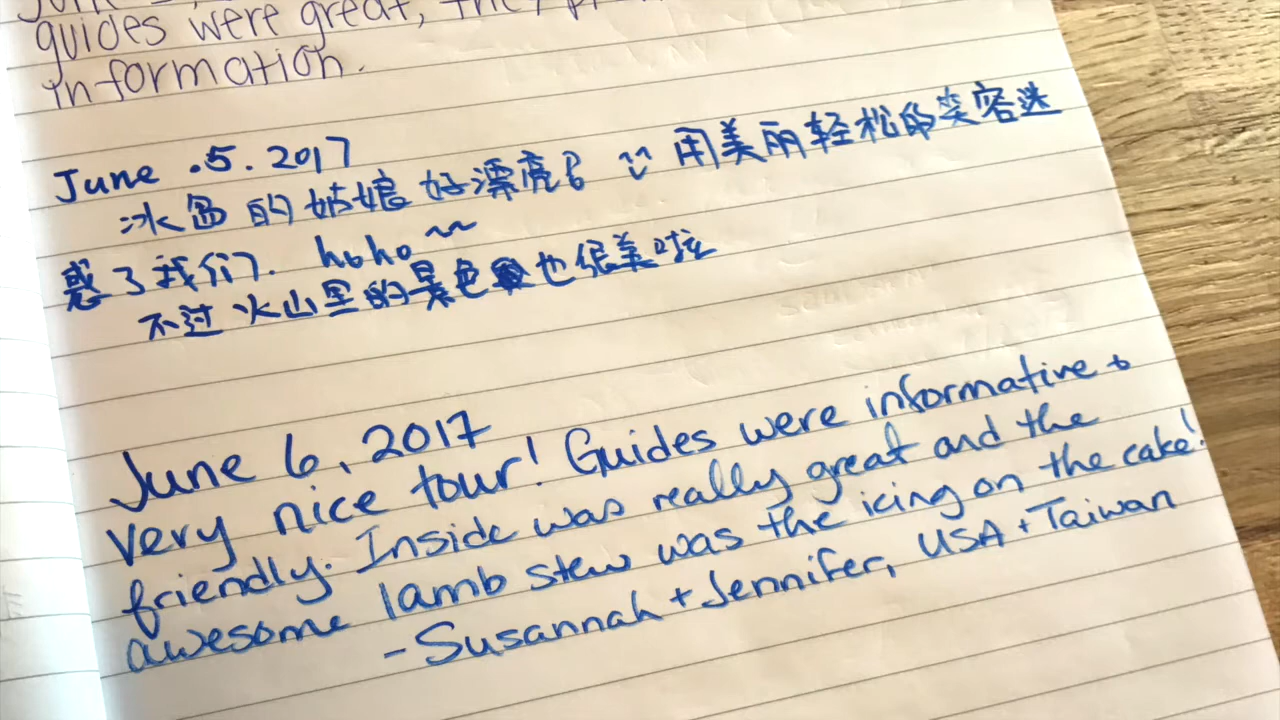 guides were great, they
information.
June .5. 2017
冰岛的姑娘好漂亮! 用美丽轻松的笑容迷
惑了我们. hoho ~~
不过火山里的景色也很美啦
June 6, 2017
Very nice tour! Guides were informative +
friendly. Inside was really great and the
awesome lamb stew was the icing on the cake!
- Susannah + Jennifer, USA + Taiwan